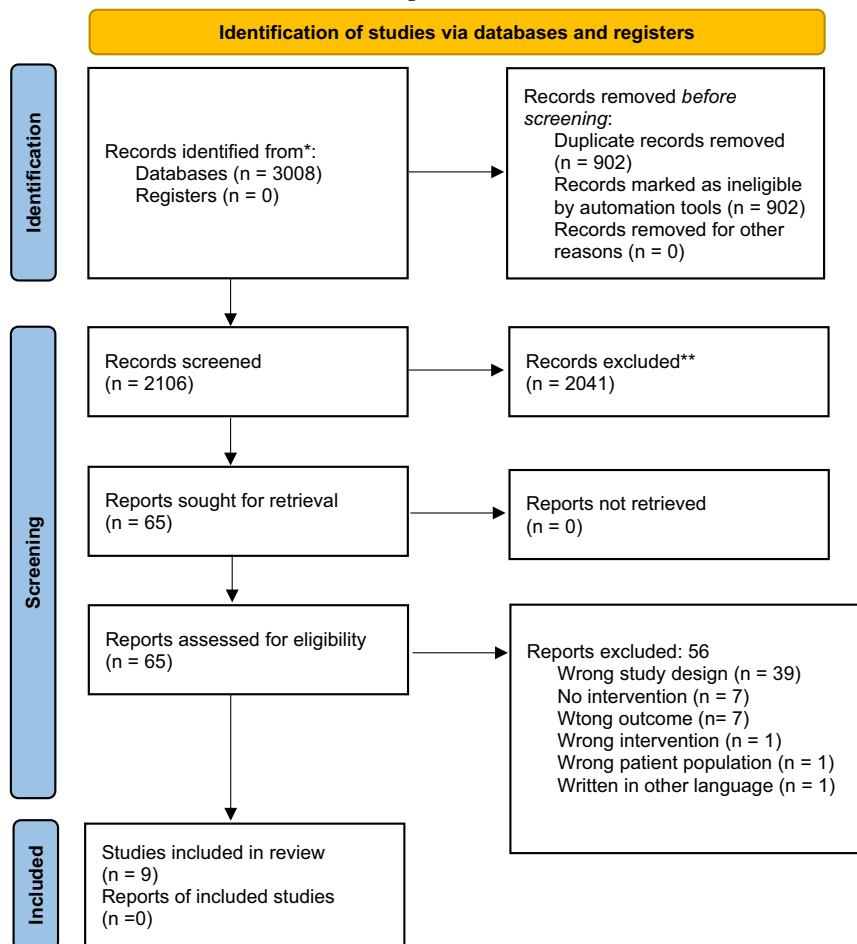 Identification of studies via databases and registers
Identification
Records identified from*:
Databases (n = 3008)
Registers (n = 0)
Records removed before
screening:
Duplicate records removed
(n = 902)
Records marked as ineligible
by automation tools (n = 902)
Records removed for other
reasons (n = 0)
Screening
Records screened
(n = 2106)
Records excluded**
(n = 2041)
Reports sought for retrieval
(n = 65)
Reports not retrieved
(n = 0)
Reports assessed for eligibility
(n = 65)
Reports excluded: 56
Wrong study design (n = 39)
No intervention (n = 7)
Wtong outcome (n= 7)
Wrong intervention (n = 1)
Wrong patient population (n = 1)
Written in other language (n = 1)
Included
Studies included in review
(n = 9)
Reports of included studies
(n =0)